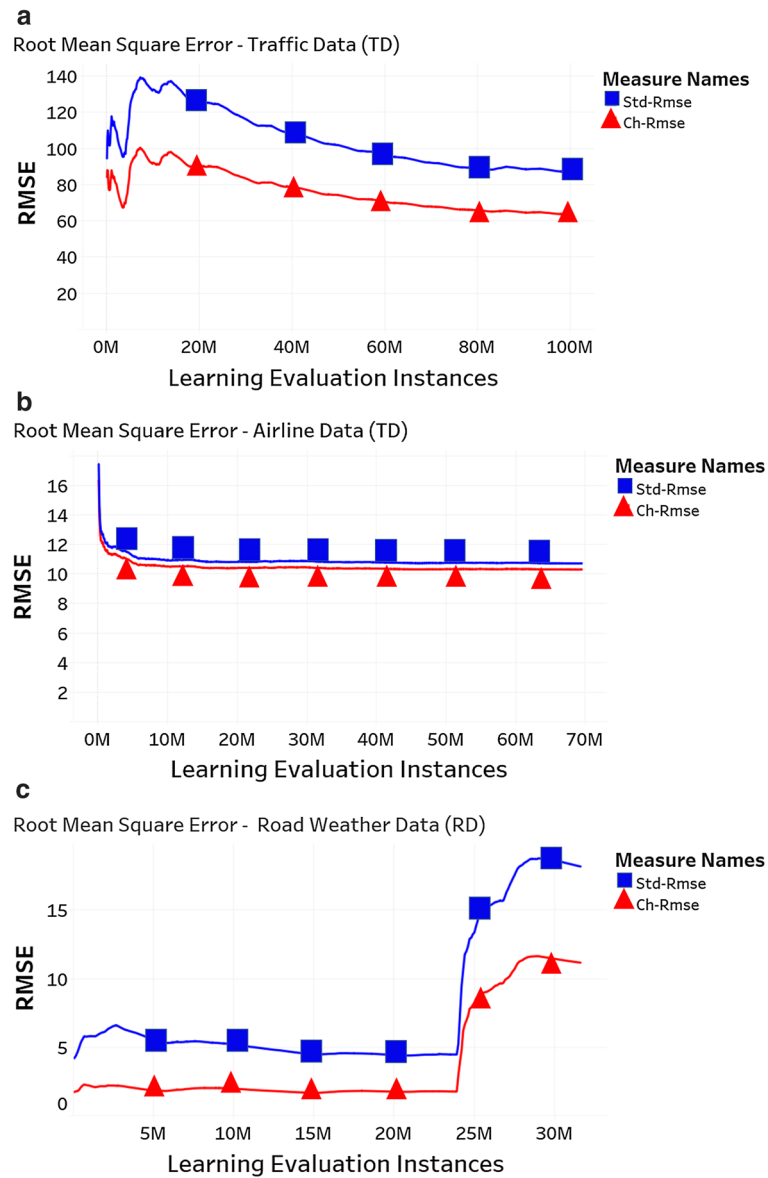 a
Root Mean Square Error - Traffic Data (TD)
Measure Names
Std-Rmse
Ch-Rmse
RMSE
140
120
100
80
60
40
20
0M 20M 40M 60M 80M 100M
Learning Evaluation Instances
b
Root Mean Square Error - Airline Data (TD)
Measure Names
Std-Rmse
Ch-Rmse
RMSE
16
14
12
10
8
6
4
2
0M 10M 20M 30M 40M 50M 60M 70M
Learning Evaluation Instances
c
Root Mean Square Error - Road Weather Data (RD)
Measure Names
Std-Rmse
Ch-Rmse
RMSE
15
10
5
0
5M 10M 15M 20M 25M 30M
Learning Evaluation Instances